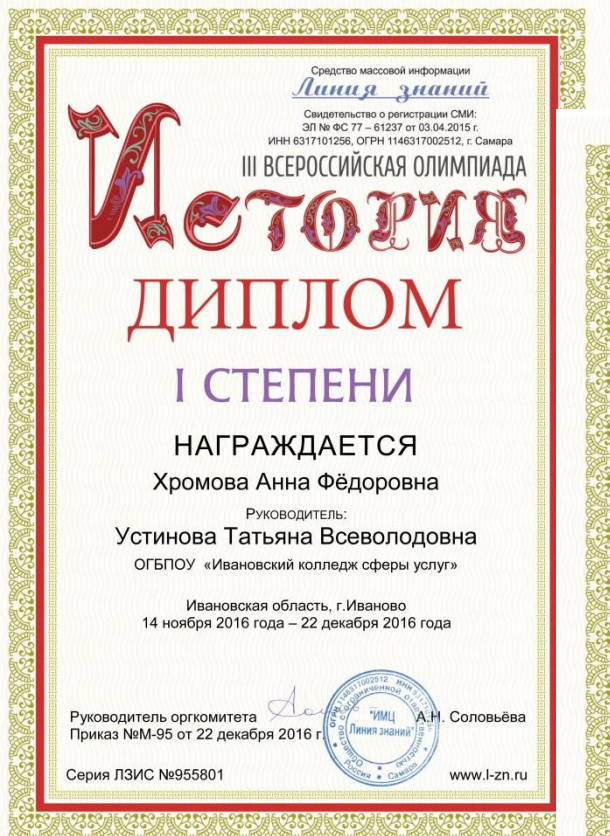 Средство массовой информации
Линия знаний
Свидетельство о регистрации СМИ:
ЭЛ № ФС 77 – 61237 от 03.04.2015 г.
ИНН 6317101256, ОГРН 1146317002512, г. Самара
III ВСЕРОССИЙСКАЯ ОЛИМПИАДА
ИСТОРИЯ
ДИПЛОМ
I СТЕПЕНИ
НАГРАЖДАЕТСЯ
Хромова Анна Фёдоровна
РУКОВОДИТЕЛЬ:
Устинова Татьяна Всеволодовна
ОГБПОУ «Ивановский колледж сферы услуг»
Ивановская область, г.Иваново
14 ноября 2016 года – 22 декабря 2016 года
Руководитель оргкомитета А.Н. Соловьёва
Приказ №М-95 от 22 декабря 2016 г.
"ИМЦ
Линия знаний"
Россия • Самара
Серия ЛЗИС №955801 www.l-zn.ru